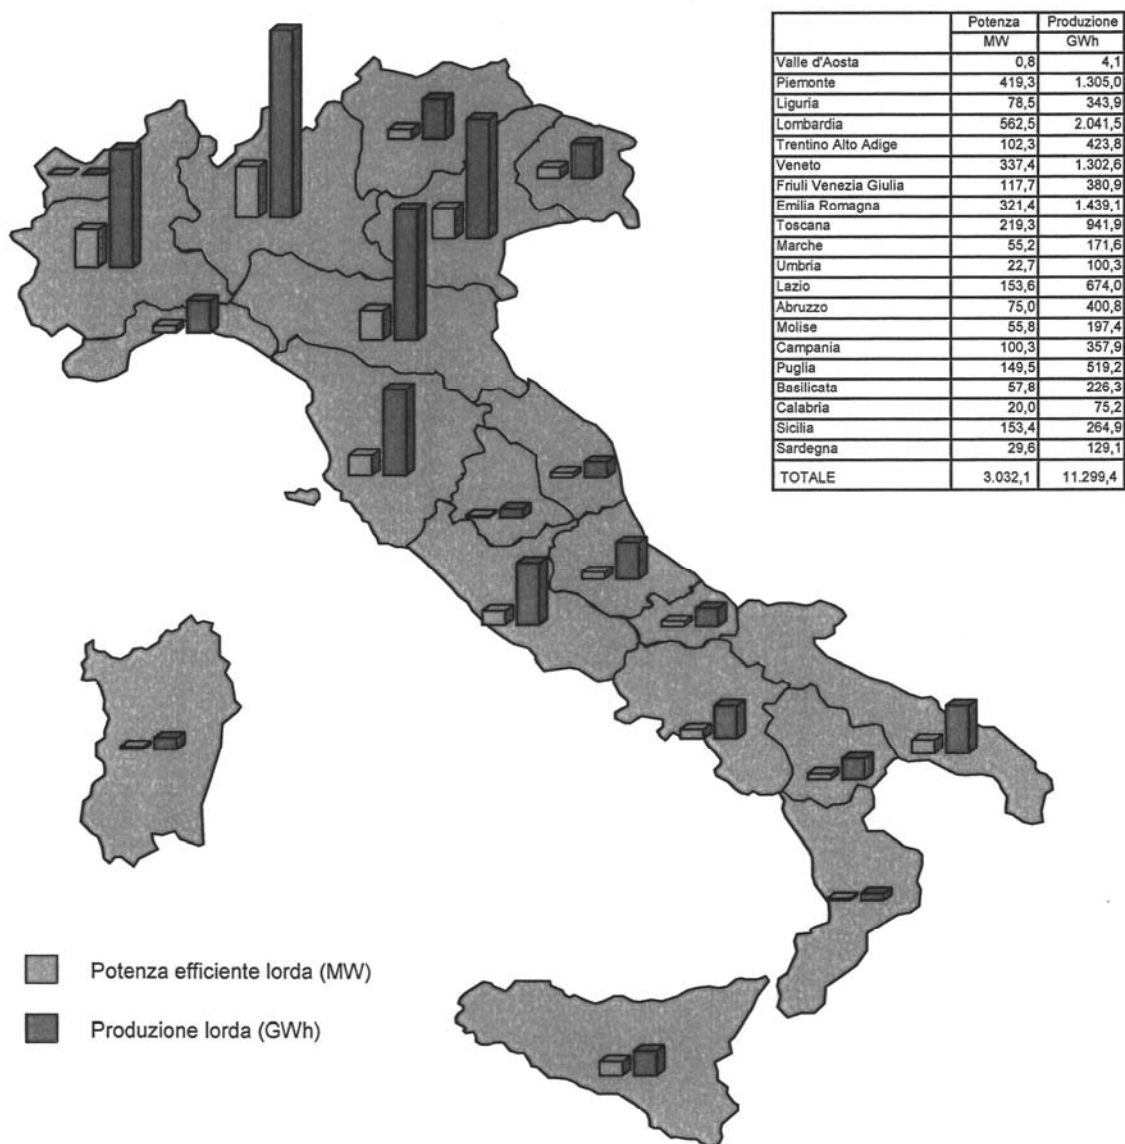 Potenza Produzione
MW GWh
Valle d'Aosta 0,8 4,1
Piemonte 419,3 1.305,0
Liguria 78,5 343,9
Lombardia 562,5 2.041,5
Trentino Alto Adige 102,3 423,8
Veneto 337,4 1.302,6
Friuli Venezia Giulia 117,7 380,9
Emilia Romagna 321,4 1.439,1
Toscana 219,3 941,9
Marche 55,2 171,6
Umbria 22,7 100,3
Lazio 153,6 674,0
Abruzzo 75,0 400,8
Molise 55,8 197,4
Campania 100,3 357,9
Puglia 149,5 519,2
Basilicata 57,8 226,3
Calabria 20,0 75,2
Sicilia 153,4 264,9
Sardegna 29,6 129,1
TOTALE 3.032,1 11.299,4
Potenza efficiente lorda (MW)
Produzione lorda (GWh)